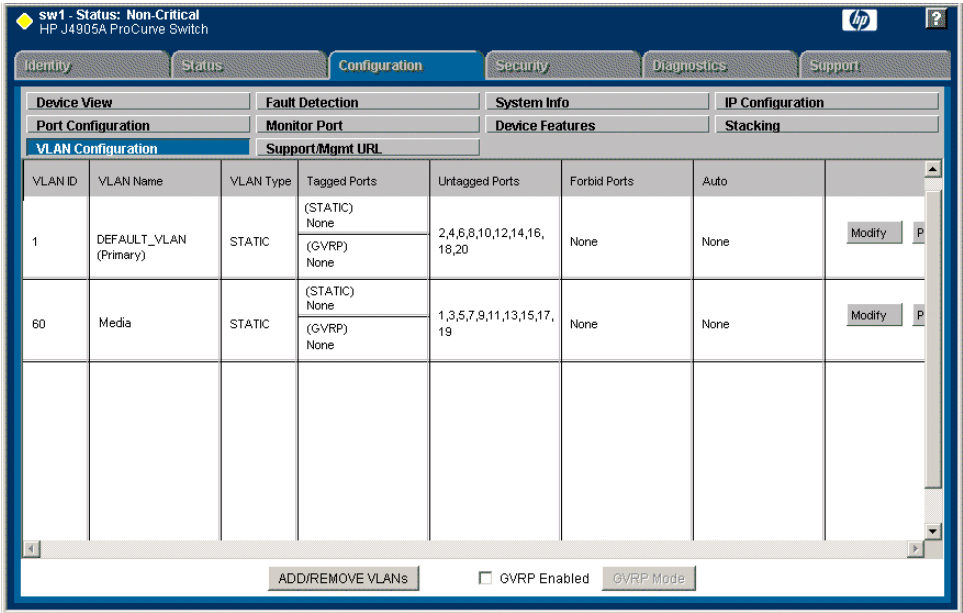 sw1 - Status: Non-Critical
HP J4905A ProCurve Switch
hp
?
Identity
Status
Configuration
Security
Diagnostics
Support
Device View
Fault Detection
System Info
IP Configuration
Port Configuration
Monitor Port
Device Features
Stacking
VLAN Configuration
Support/Mgmt URL
VLAN ID
VLAN Name
VLAN Type
Tagged Ports
Untagged Ports
Forbid Ports
Auto
1
DEFAULT_VLAN
(Primary)
STATIC
(STATIC)
None
(GVRP)
None
2,4,6,8,10,12,14,16,
18,20
None
None
Modify
P
60
Media
STATIC
(STATIC)
None
(GVRP)
None
1,3,5,7,9,11,13,15,17,
19
None
None
Modify
P
ADD/REMOVE VLANs
GVRP Enabled
GVRP Mode